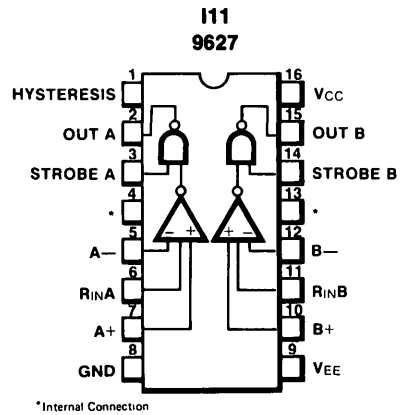 I11
9627
1 16
HYSTERESIS VCC
2 15
OUT A OUT B
3 14
STROBE A STROBE B
4 13
* *
5 12
A− B−
− + + −
6 11
RINA RINB
7 10
A+ B+
8 9
GND VEE
*Internal Connection